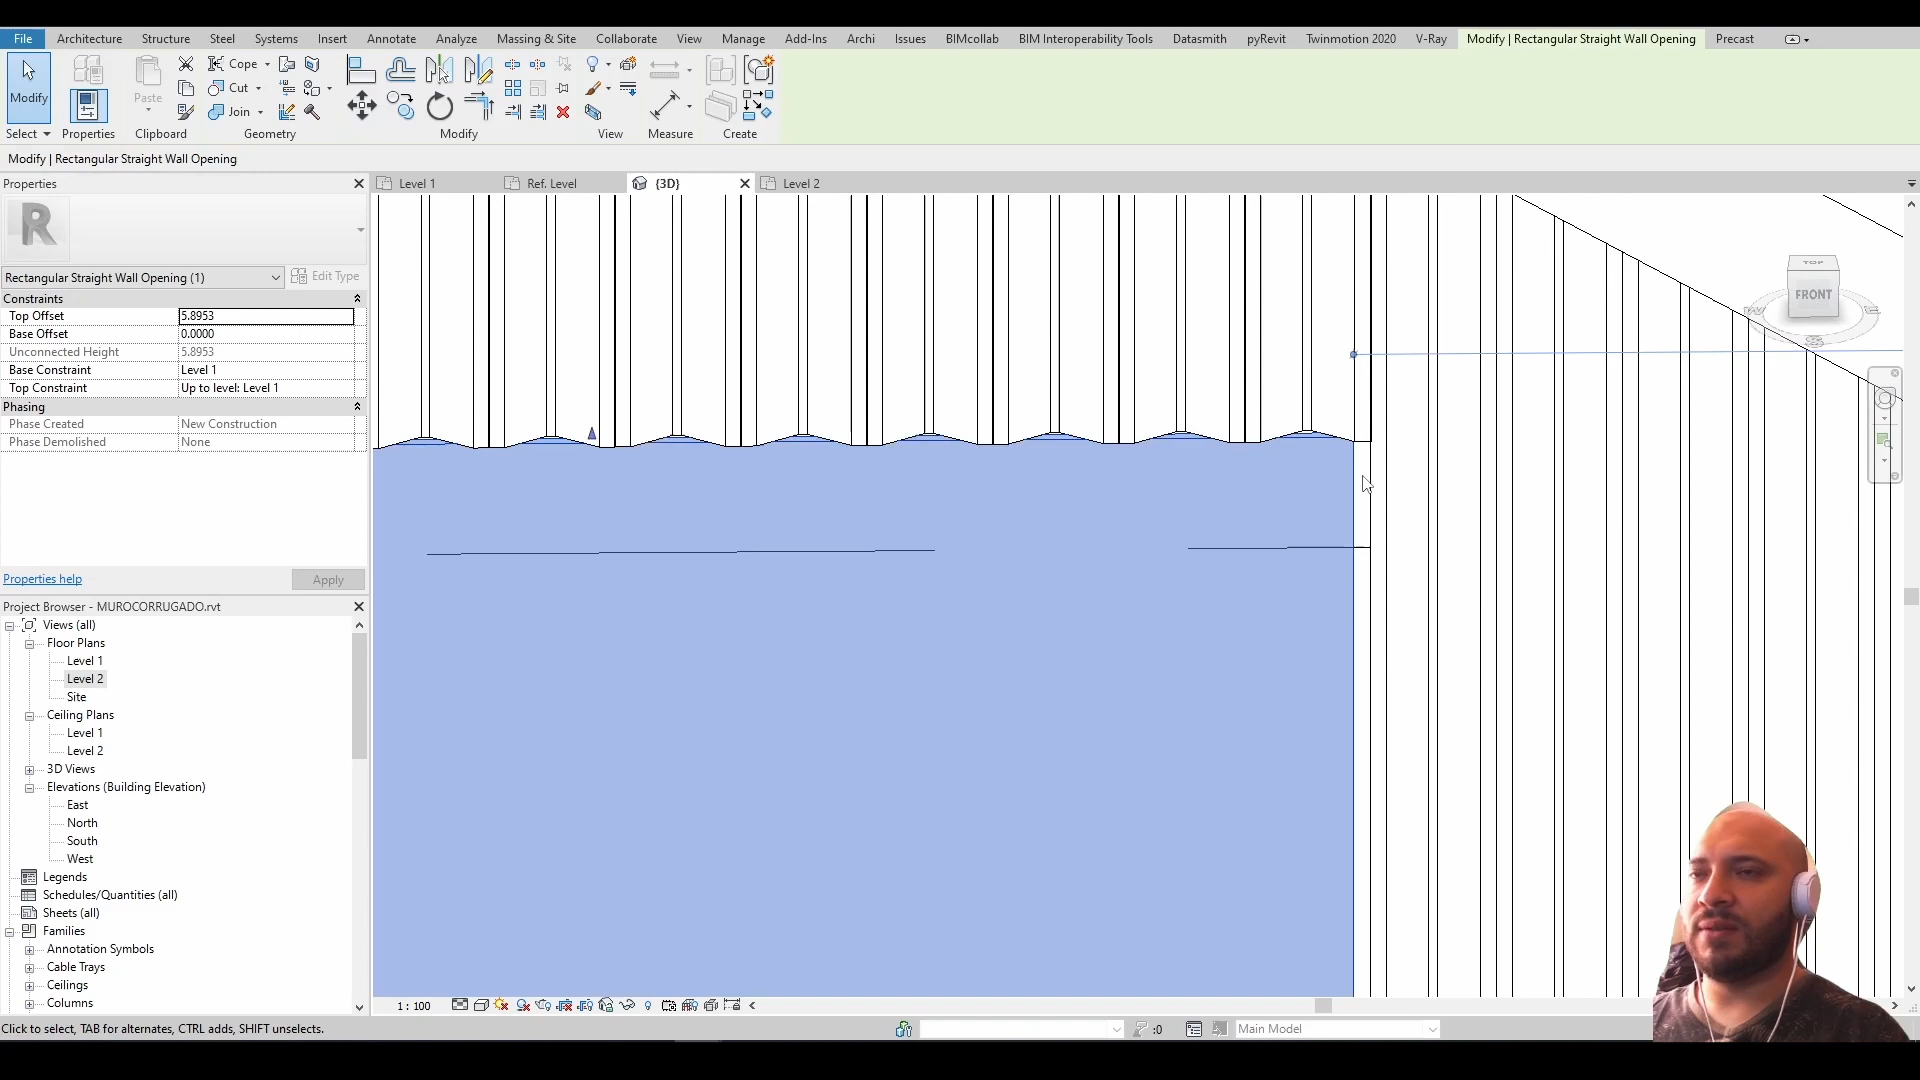 File Architecture Structure Steel Systems Insert Annotate Analyze Massing & Site Collaborate View Manage Add-Ins Archi Issues BIMcollab BIM Interoperability Tools Datasmith pyRevit Twinmotion 2020 V-Ray Modify | Rectangular Straight Wall Opening Precast
Cope
Modify Paste Cut
Join
Select Properties Clipboard Geometry Modify View Measure Create
Modify | Rectangular Straight Wall Opening
Properties
Level 1 Ref. Level {3D} Level 2
R
Rectangular Straight Wall Opening (1) Edit Type
Constraints
Top Offset 5.8953
Base Offset 0.0000
Unconnected Height 5.8953
Base Constraint Level 1
Top Constraint Up to level: Level 1
Phasing
Phase Created New Construction
Phase Demolished None
Properties help Apply
TOP
FRONT
W E
S
Project Browser - MUROCORRUGADO.rvt
Views (all)
Floor Plans
Level 1
Level 2
Site
Ceiling Plans
Level 1
Level 2
3D Views
Elevations (Building Elevation)
East
North
South
West
Legends
Schedules/Quantities (all)
Sheets (all)
Families
Annotation Symbols
Cable Trays
Ceilings
Columns
1 : 100
Click to select, TAB for alternates, CTRL adds, SHIFT unselects.
:0
Main Model